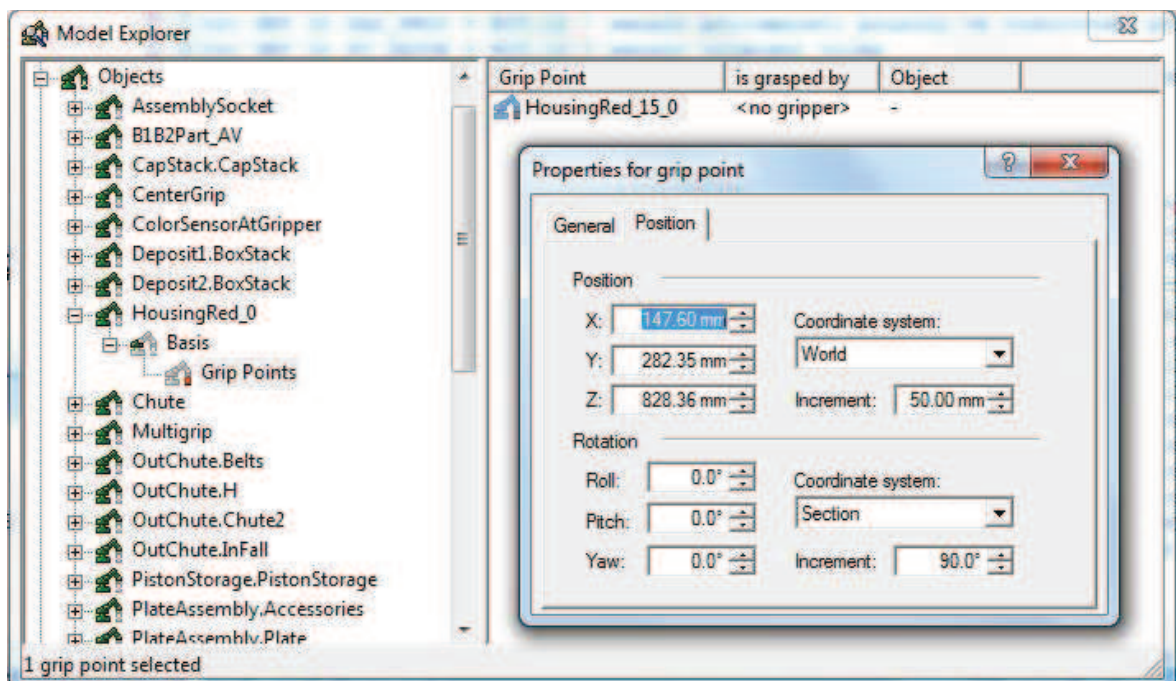 Model Explorer
Objects
AssemblySocket
B1B2Part_AV
CapStack.CapStack
CenterGrip
ColorSensorAtGripper
Deposit1.BoxStack
Deposit2.BoxStack
HousingRed_0
Basis
Grip Points
Chute
Multigrip
OutChute.Belts
OutChute.H
OutChute.Chute2
OutChute.InFall
PistonStorage.PistonStorage
PlateAssembly.Accessories
PlateAssembly.Plate
1 grip point selected
Grip Point is grasped by Object
HousingRed_15_0 <no gripper> -
Properties for grip point
General Position
Position
X: 147.60 mm Coordinate system:
Y: 282.35 mm World
Z: 828.36 mm Increment: 50.00 mm
Rotation
Roll: 0.0° Coordinate system:
Pitch: 0.0° Section
Yaw: 0.0° Increment: 90.0°